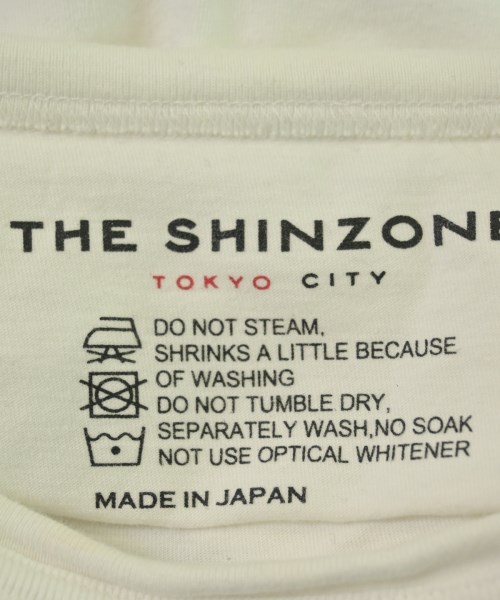 THE SHINZONE
TOKYO CITY
DO NOT STEAM,
SHRINKS A LITTLE BECAUSE
OF WASHING
DO NOT TUMBLE DRY,
SEPARATELY WASH,NO SOAK
NOT USE OPTICAL WHITENER
MADE IN JAPAN